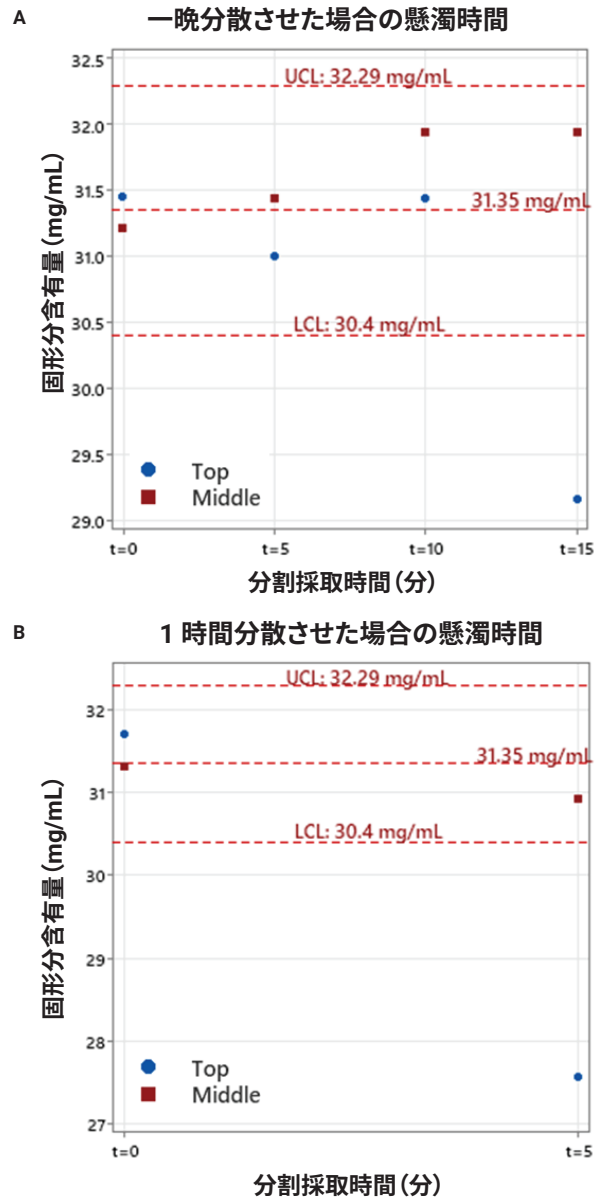 A
一晩分散させた場合の懸濁時間
32.5
UCL: 32.29 mg/mL
32.0
31.5
31.35 mg/mL
31.0
固形分含有量（mg/mL）
30.5
LCL: 30.4 mg/mL
30.0
29.5
Top
Middle
29.0
t=0 t=5 t=10 t=15
分割採取時間（分）
B
1 時間分散させた場合の懸濁時間
UCL: 32.29 mg/mL
32
31.35 mg/mL
31
LCL: 30.4 mg/mL
固形分含有量（mg/mL）
30
29
28
Top
Middle
27
t=0 t=5
分割採取時間（分）